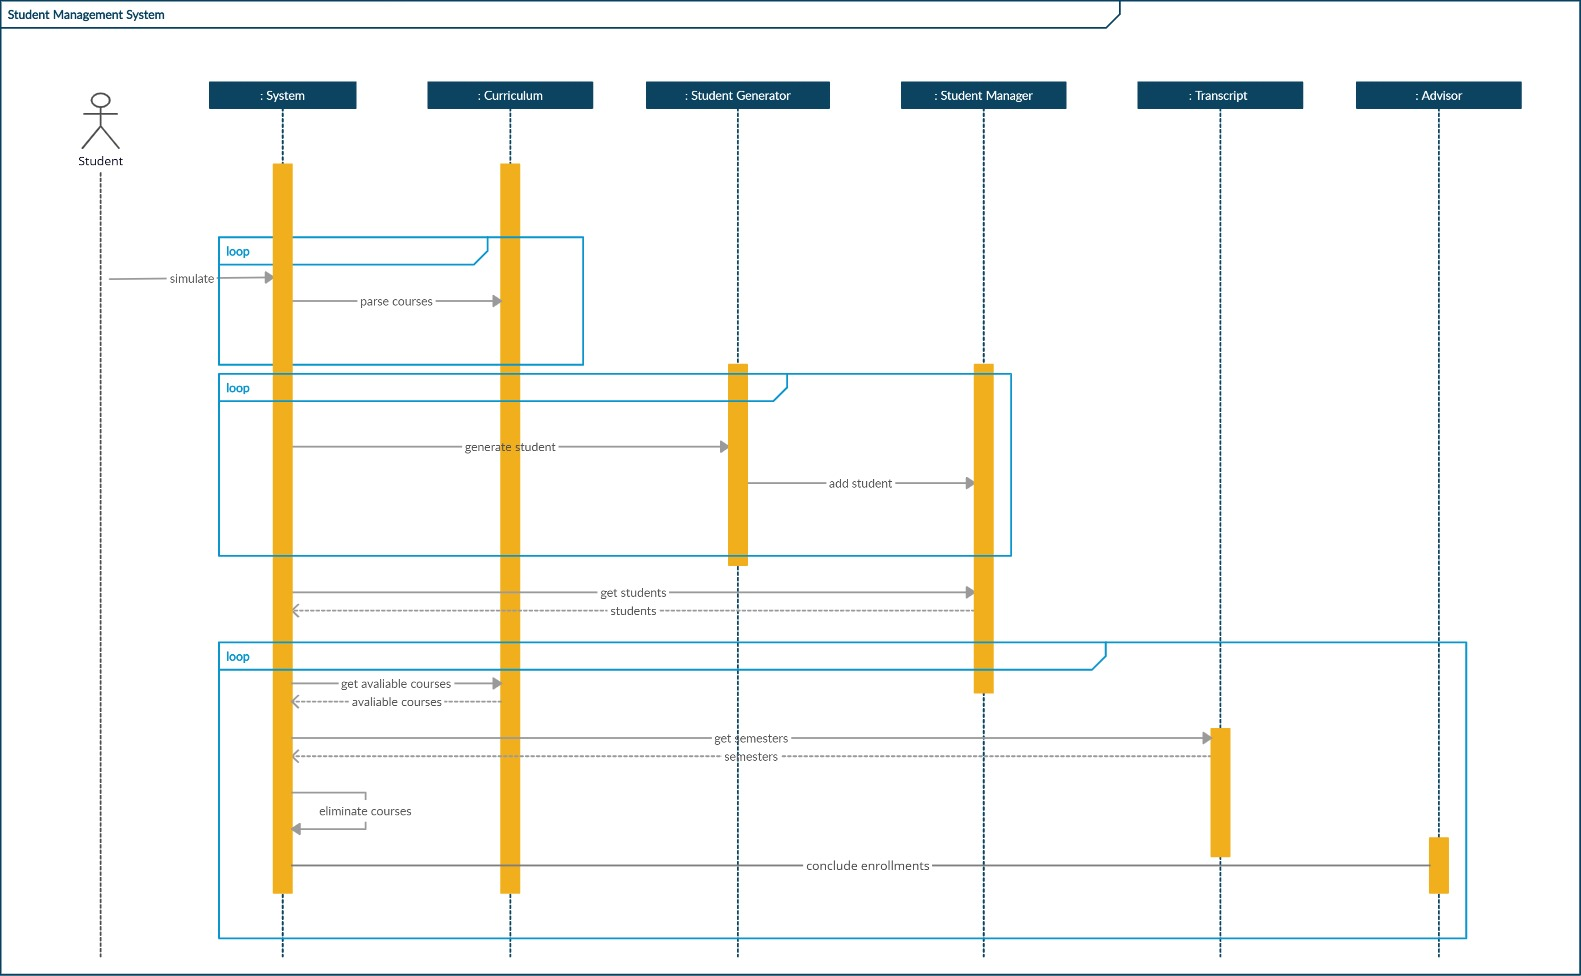 Student Management System
: System
: Curriculum
: Student Generator
: Student Manager
: Transcript
: Advisor
Student
loop
simulate
parse courses
loop
generate student
add student
get students
students
loop
get avaliable courses
avaliable courses
get semesters
semesters
eliminate courses
conclude enrollments